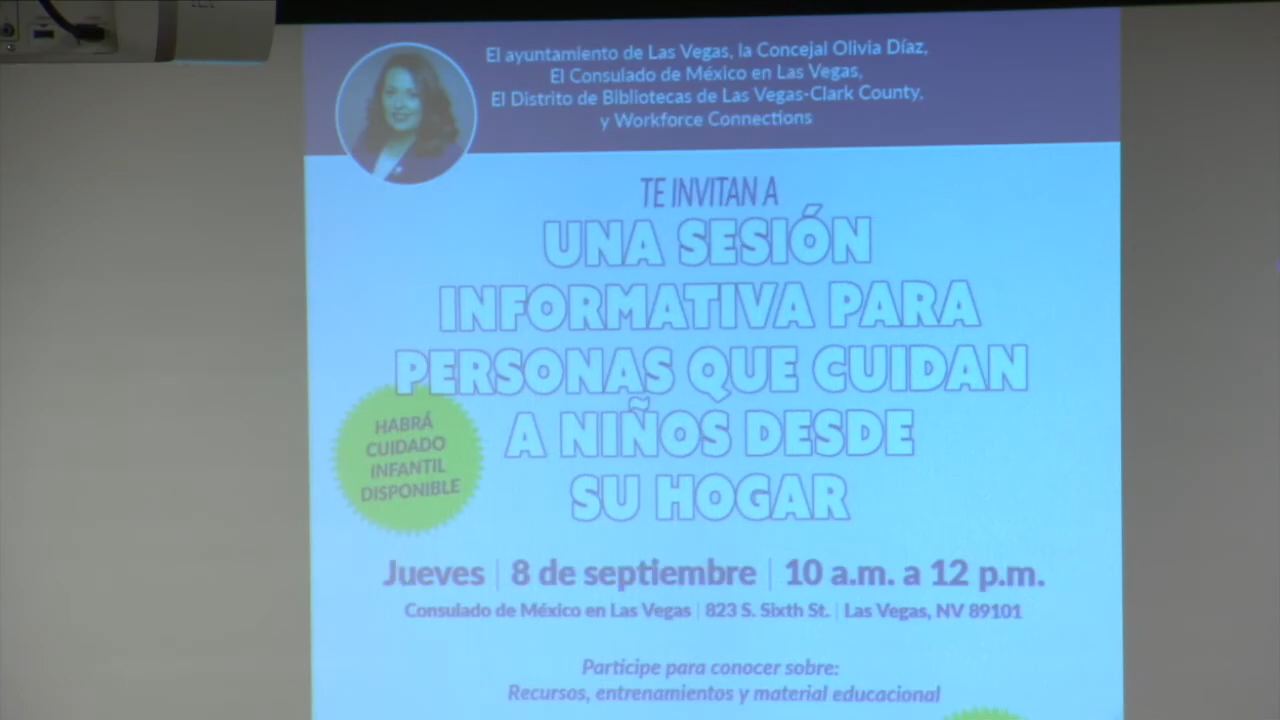 El ayuntamiento de Las Vegas, la Concejal Olivia Díaz,
El Consulado de México en Las Vegas,
El Distrito de Bibliotecas de Las Vegas-Clark County,
y Workforce Connections
TE INVITAN A
UNA SESIÓN
INFORMATIVA PARA
PERSONAS QUE CUIDAN
A NIÑOS DESDE
SU HOGAR
HABRÁ
CUIDADO
INFANTIL
DISPONIBLE
Jueves | 8 de septiembre | 10 a.m. a 12 p.m.
Consulado de México en Las Vegas | 823 S. Sixth St. | Las Vegas, NV 89101
Participe para conocer sobre:
Recursos, entrenamientos y material educacional